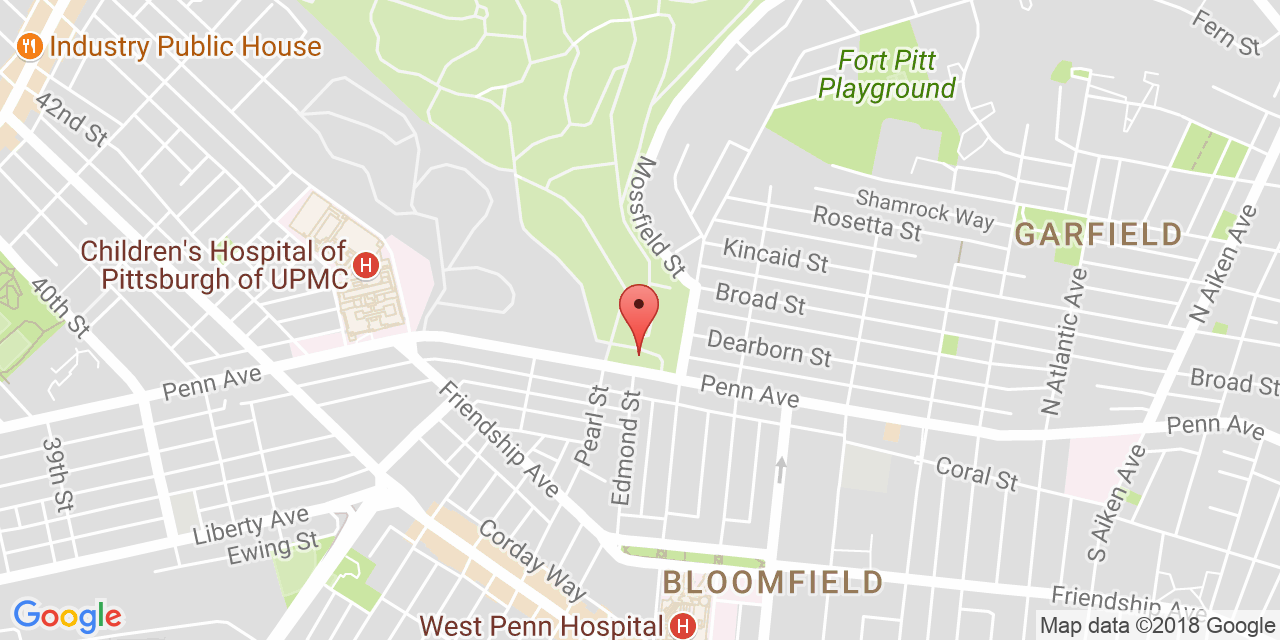 Industry Public House
42nd St
Fort Pitt
Playground
Fern St
Mossfield St
Shamrock Way
Rosetta St
GARFIELD
Kincaid St
N Aiken Ave
Children's Hospital of
Pittsburgh of UPMC
H
40th St
Broad St
N Atlantic Ave
Dearborn St
Broad St
Penn Ave
Penn Ave
Penn Ave
Pearl St
Edmond St
Friendship Ave
39th St
Coral St
S Aiken Ave
Liberty Ave
Ewing St
Corday Way
BLOOMFIELD
Friendship Ave
West Penn Hospital
H
Google
Map data ©2018 Google